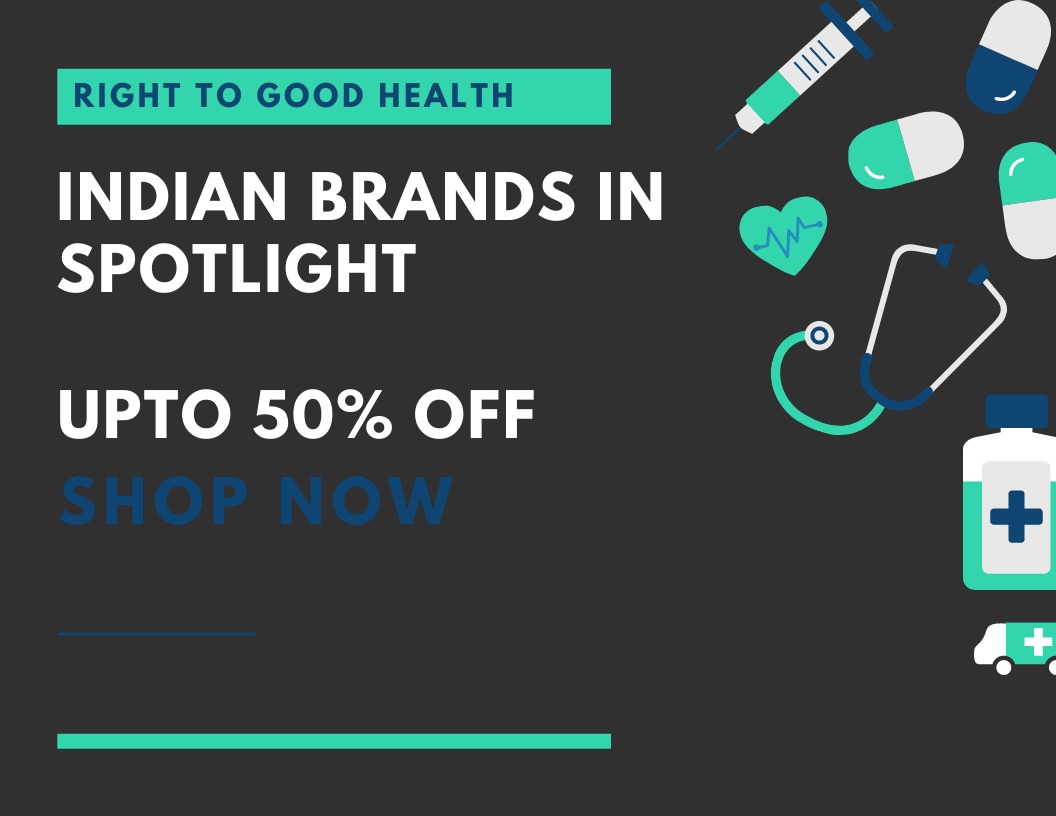 RIGHT TO GOOD HEALTH
INDIAN BRANDS IN
SPOTLIGHT
UPTO 50% OFF
SHOP NOW